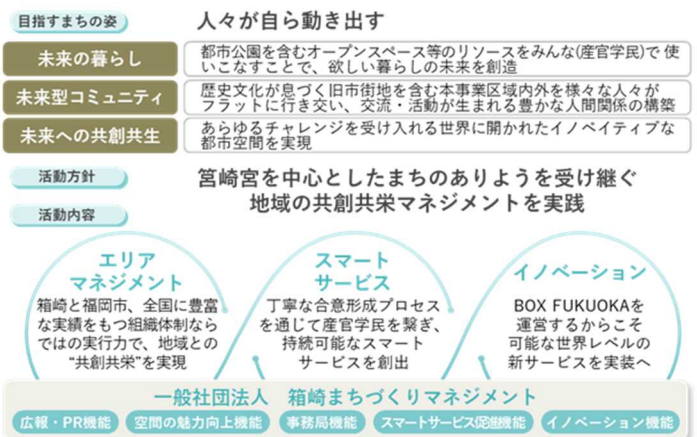 目指すまちの姿
人々が自ら動き出す
未来の暮らし
都市公園を含むオープンスペース等のリソースをみんな(産官学民)で 使
いこなすことで、欲しい暮らしの未来を創造
未来型コミュニティ
歴史文化が息づく旧市街地を含む本事業区域内外を様々な人々が
フラットに行き交い、交流・活動が生まれる豊かな人間関係の構築
未来への共創共生
あらゆるチャレンジを受け入れる世界に開かれたイノベイティブな
都市空間を実現
活動方針
筥崎宮を中心としたまちのありようを受け継ぐ
地域の共創共栄マネジメントを実践
活動内容
エリア
マネジメント
箱崎と福岡市、全国に豊富
な実績をもつ組織体制なら
ではの実行力で、地域との
“共創共栄”を実現
スマート
サービス
丁寧な合意形成プロセス
を通じて産官学民を繋ぎ、
持続可能なスマート
サービスを創出
イノベーション
BOX FUKUOKAを
運営するからこそ
可能な世界レベルの
新サービスを実装へ
一般社団法人 箱崎まちづくりマネジメント
広報・PR機能
空間の魅力向上機能
事務局機能
スマートサービス促進機能
イノベーション機能